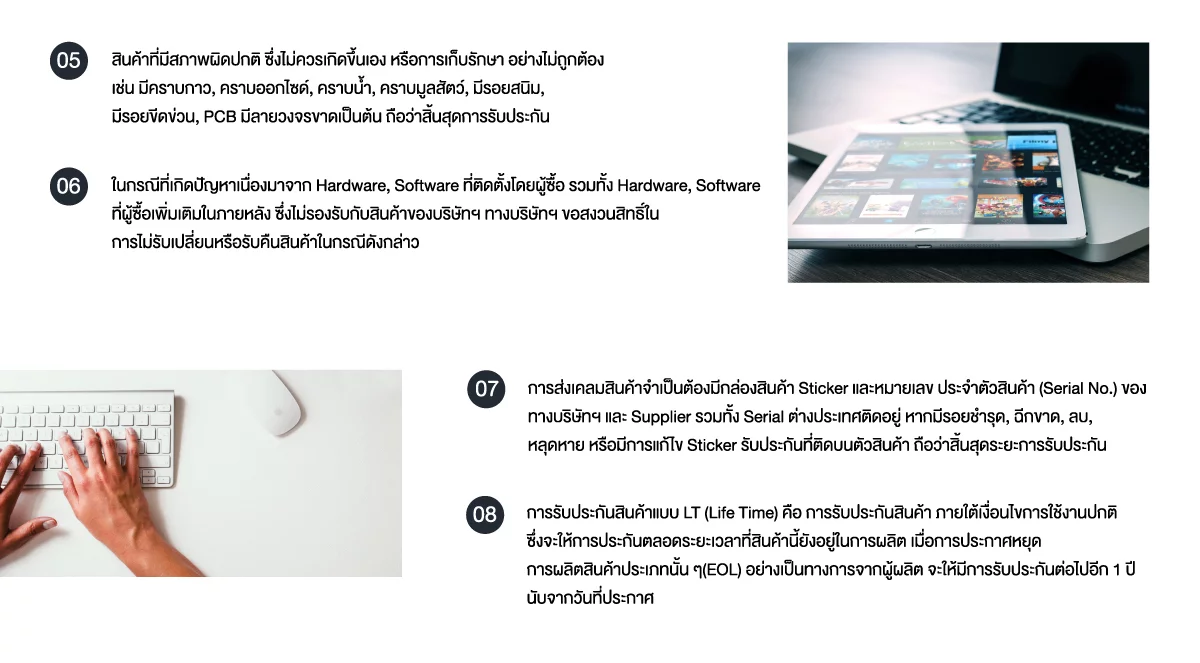 05
สินค้าที่มีสภาพผิดปกติ ซึ่งไม่ควรเกิดขึ้นเอง หรือการเก็บรักษา อย่างไม่ถูกต้อง
เช่น มีคราบกาว, คราบออกไซด์, คราบน้ำ, คราบมูลสัตว์, มีรอยสนิม,
มีรอยขีดข่วน, PCB มีลายวงจรขาดเป็นต้น ถือว่าสิ้นสุดการรับประกัน
06
ในกรณีที่เกิดปัญหาเนื่องมาจาก Hardware, Software ที่ติดตั้งโดยผู้ซื้อ รวมทั้ง Hardware, Software
ที่ผู้ซื้อเพิ่มเติมในภายหลัง ซึ่งไม่รองรับกับสินค้าของบริษัทฯ ทางบริษัทฯ ขอสงวนสิทธิ์ใน
การไม่รับเปลี่ยนหรือรับคืนสินค้าในกรณีดังกล่าว
07
การส่งเคลมสินค้าจำเป็นต้องมีกล่องสินค้า Sticker และหมายเลข ประจำตัวสินค้า (Serial No.) ของ
ทางบริษัทฯ และ Supplier รวมทั้ง Serial ต่างประเทศติดอยู่ หากมีรอยชำรุด, ฉีกขาด, ลบ,
หลุดหาย หรือมีการแก้ไข Sticker รับประกันที่ติดบนตัวสินค้า ถือว่าสิ้นสุดระยะการรับประกัน
08
การรับประกันสินค้าแบบ LT (Life Time) คือ การรับประกันสินค้า ภายใต้เงื่อนไขการใช้งานปกติ
ซึ่งจะให้การประกันตลอดระยะเวลาที่สินค้านี้ยังอยู่ในการผลิต เมื่อการประกาศหยุด
การผลิตสินค้าประเภทนั้น ๆ(EOL) อย่างเป็นทางการจากผู้ผลิต จะให้มีการรับประกันต่อไปอีก 1 ปี
นับจากวันที่ประกาศ